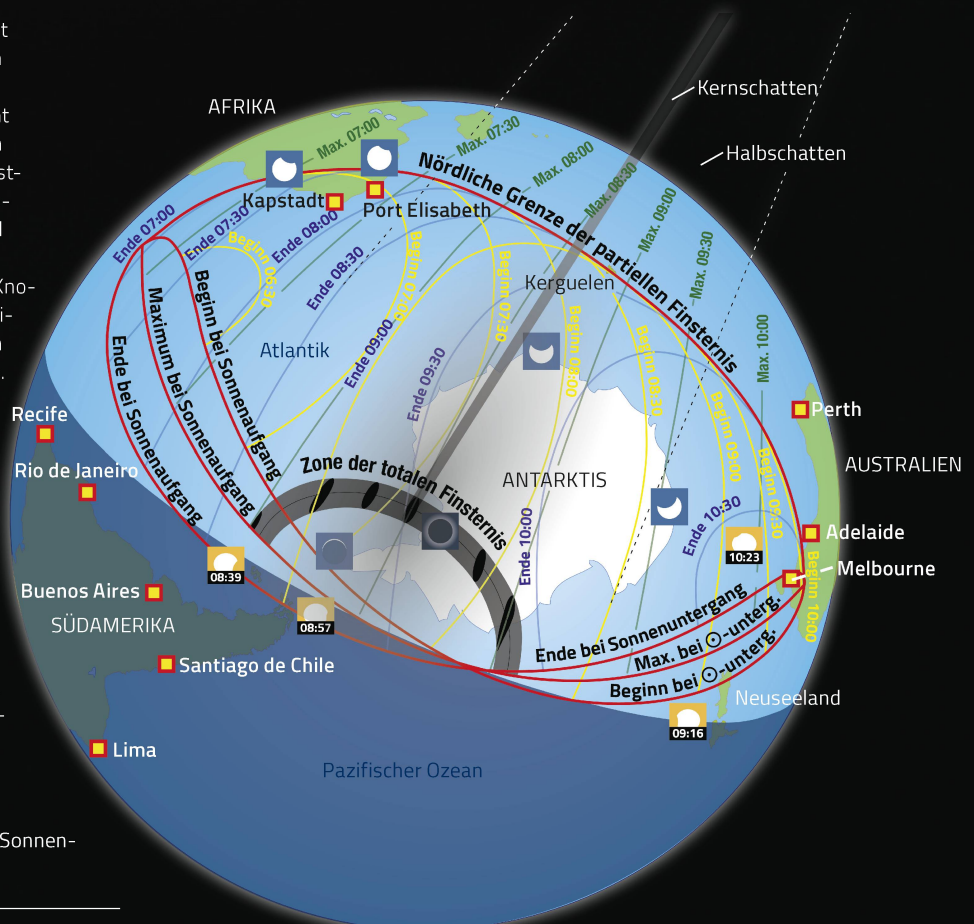 t
n
nt
n
st-
-
d
Kno-
i-
n
.
-
Sonnen-
Kernschatten
AFRIKA
Max. 07:00
Max. 07:30
Halbschatten
Max. 08:00
Nördliche Grenze der partiellen Finsternis
Max. 08:30
Kapstadt
Port Elisabeth
Max. 09:00
Ende 07:00
Ende 07:30
Ende 08:00
Beginn 06:30
Ende 08:30
Beginn 07:00
Beginn 07:30
Max. 09:30
Kerguelen
Beginn bei Sonnenaufgang
Maximum bei Sonnenaufgang
Ende bei Sonnenaufgang
Atlantik
Ende 09:00
Ende 09:30
Beginn 08:00
Beginn 08:30
Max. 10:00
Beginn 09:00
Beginn 09:30
Recife
Perth
Rio de Janeiro
Zone der totalen Finsternis
ANTARKTIS
AUSTRALIEN
Ende 10:00
Ende 10:30
Adelaide
10:23
Melbourne
08:39
Beginn 10:00
Buenos Aires
08:57
SÜDAMERIKA
Ende bei Sonnenuntergang
Max. bei ⊙-unterg.
Beginn bei ⊙-unterg.
Santiago de Chile
Neuseeland
09:16
Lima
Pazifischer Ozean